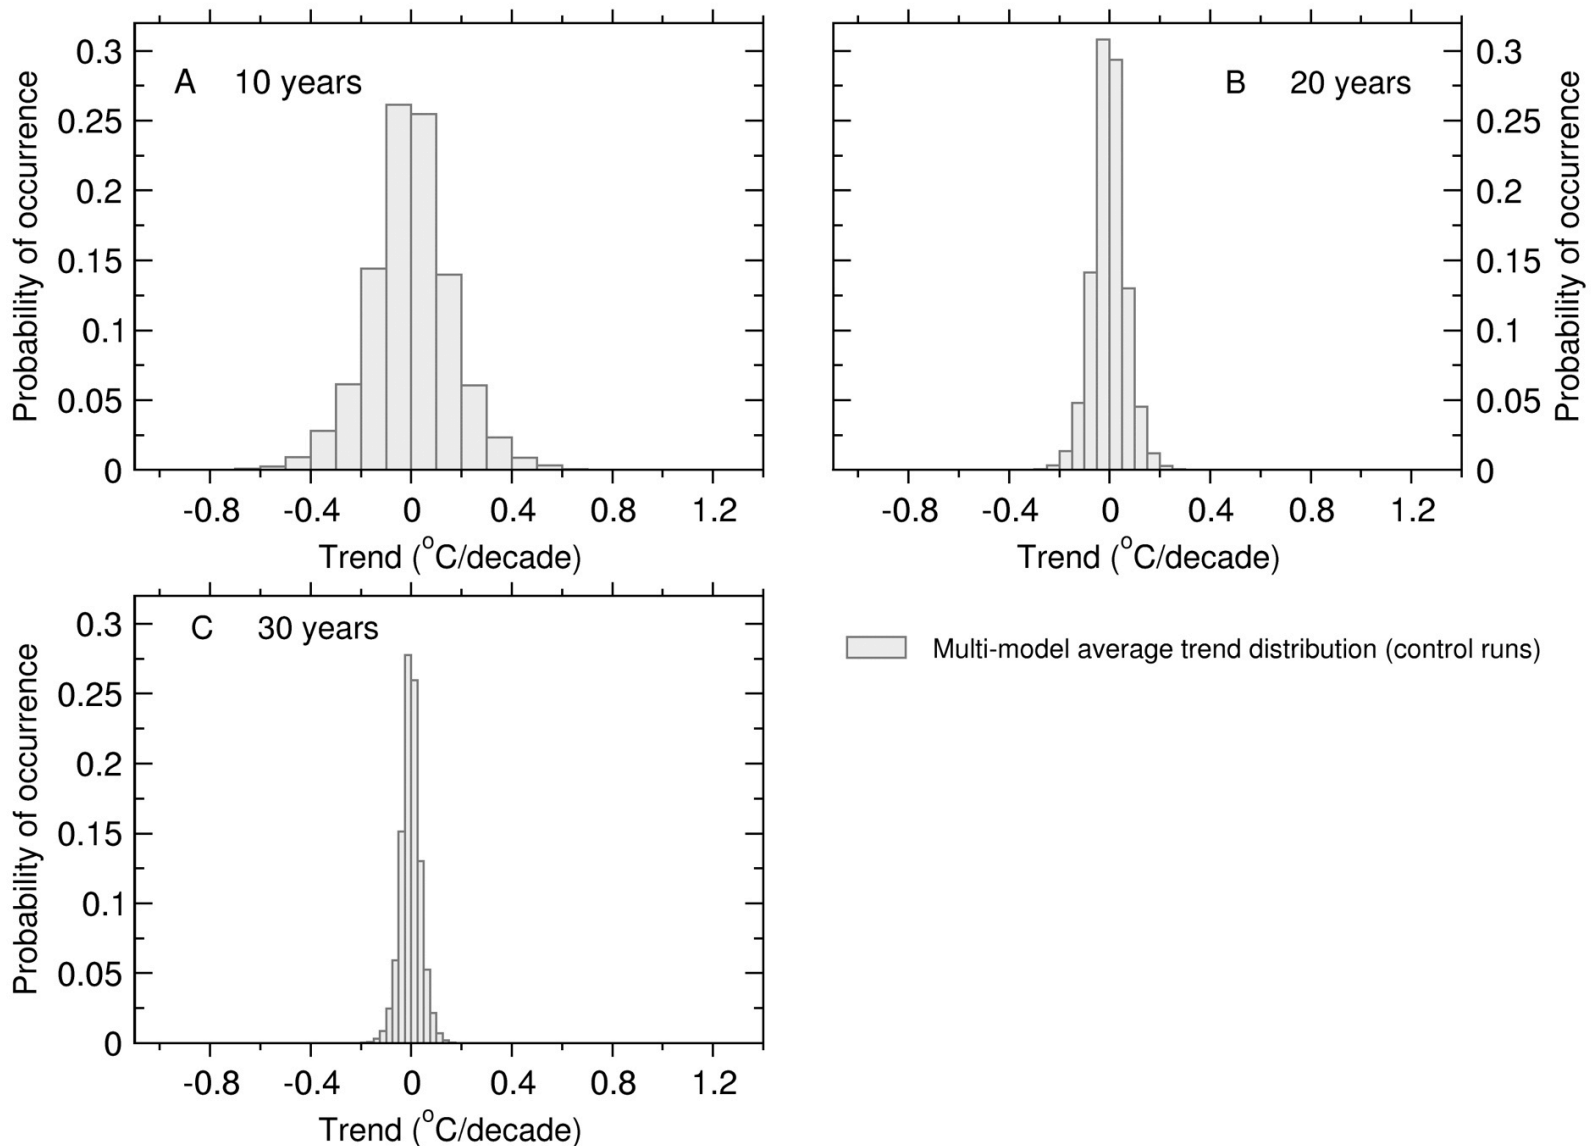 A 10 years
Probability of occurrence
0.3
0.25
0.2
0.15
0.1
0.05
0
-0.8 -0.4 0 0.4 0.8 1.2
Trend (°C/decade)
B 20 years
0.3
0.25
0.2
0.15
0.1
0.05
0
Probability of occurrence
-0.8 -0.4 0 0.4 0.8 1.2
Trend (°C/decade)
C 30 years
Probability of occurrence
0.3
0.25
0.2
0.15
0.1
0.05
0
-0.8 -0.4 0 0.4 0.8 1.2
Trend (°C/decade)
Multi-model average trend distribution (control runs)